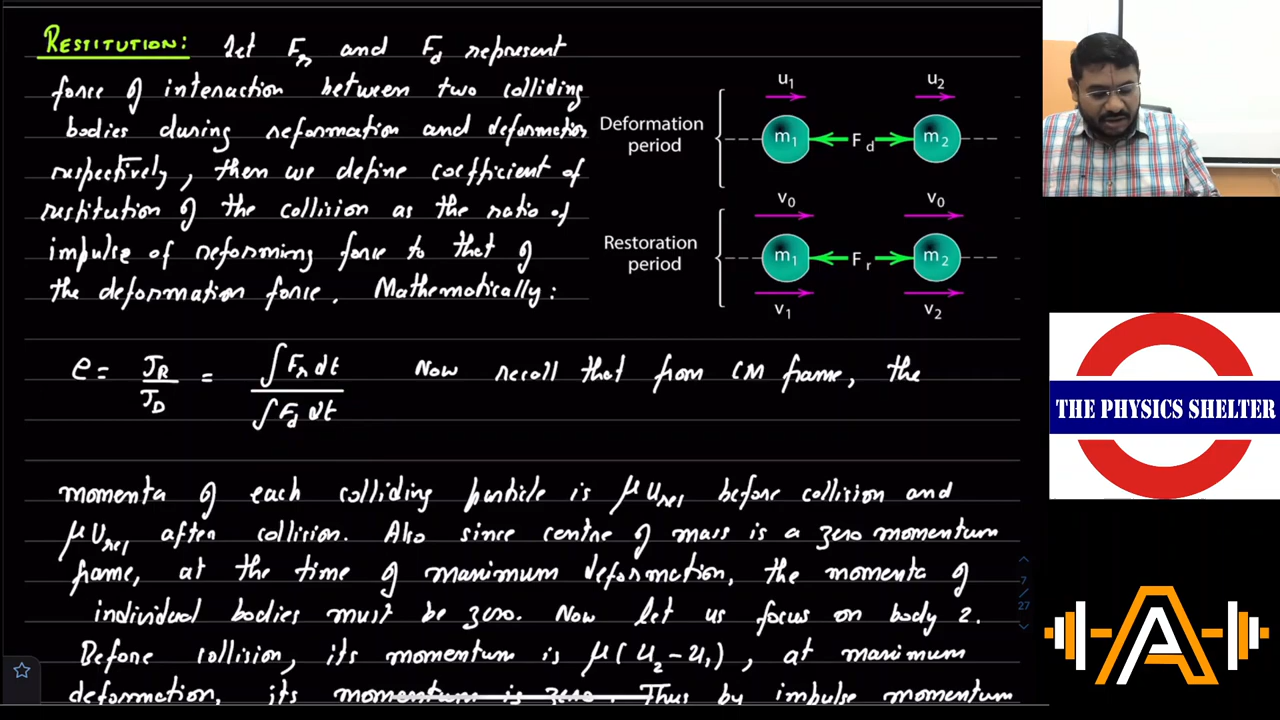 RESTITUTION: Let Fr and Fd represent
force of interaction between two colliding
bodies during reformation and deformation
respectively, then we define coefficient of
restitution of the collision as the ratio of
impulse of reforming force to that of
the deformation force. Mathematically:
u1 u2
Deformation
period
m1 Fd m2
v0 v0
Restoration
period
m1 Fr m2
v1 v2
e = JR/JD = ∫Fr dt / ∫Fd dt Now recall that from CM frame, the
momenta of each colliding particle is μ urel before collision and
μ vrel after collision. Also since centre of mass is a zero momentum
frame, at the time of maximum deformation, the momenta of
individual bodies must be zero. Now let us focus on body 2.
Before collision, its momentum is μ(u2-u1), at maximum
deformation, its momentum is zero. Thus by impulse momentum
7
/
27
THE PHYSICS SHELTER
A